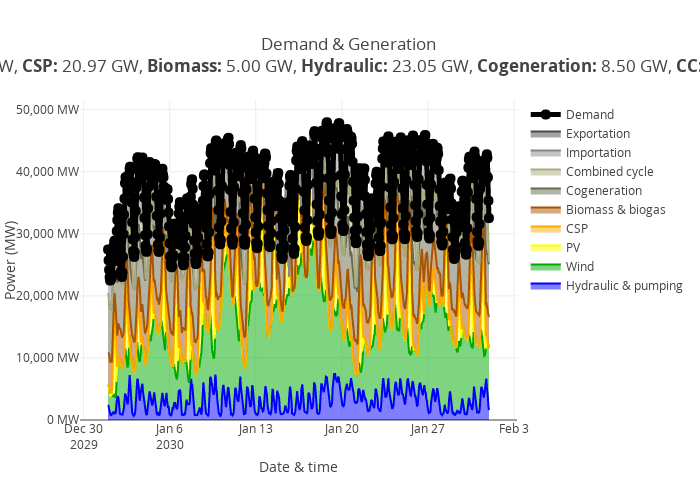 Demand & Generation
CSP: 20.97 GW, Biomass: 5.00 GW, Hydraulic: 23.05 GW, Cogeneration: 8.50 GW,
50,000 MW
40,000 MW
30,000 MW
20,000 MW
10,000 MW
0 MW
Power (MW)
Dec 30
2029
Jan 6
2030
Jan 13
Jan 20
Jan 27
Feb 3
Date & time
Demand
Exportation
Importation
Combined cycle
Cogeneration
Biomass & biogas
CSP
PV
Wind
Hydraulic & pumping